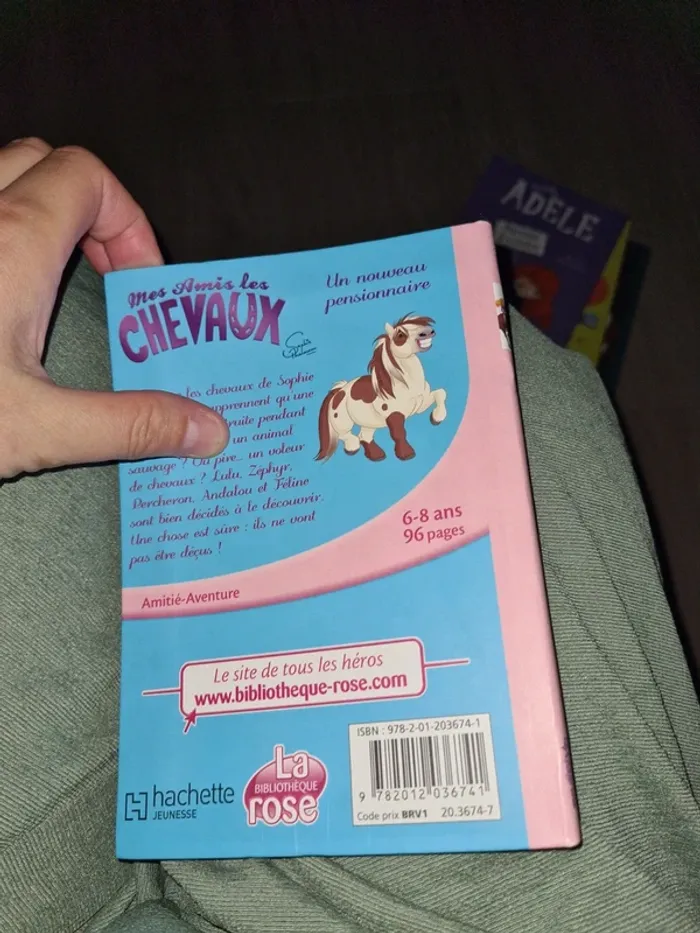 ADÈLE
Mes Amis les
CHEVAUX
Un nouveau
pensionnaire
les chevaux de Sophie
apprennent qu'une
truite pendant
un animal
sauvage ? Ou pire... un voleur
de chevaux ? Lulu, Zéphyr,
Percheron, Andalou et Féline
sont bien décidés à le découvrir.
Une chose est sûre : ils ne vont
pas être déçus !
6-8 ans
96 pages
Amitié-Aventure
Le site de tous les héros
www.bibliotheque-rose.com
hachette
JEUNESSE
La
BIBLIOTHÈQUE
rose
ISBN : 978-2-01-203674-1
9 782012 036741
Code prix BRV1 20.3674-7